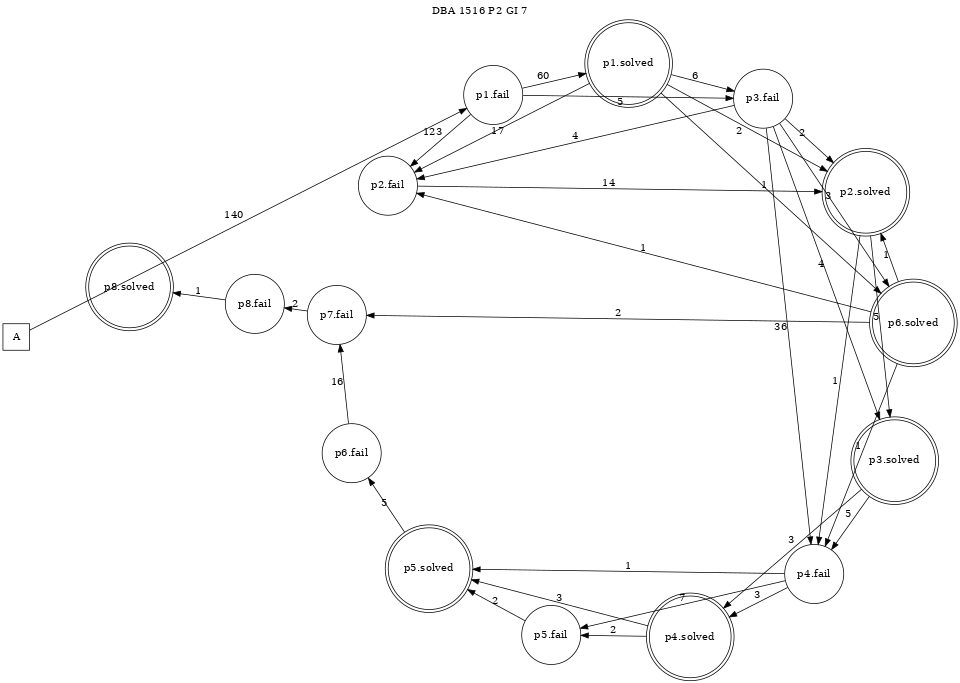 DBA 1516 P2 GI 7
p1.solved
60
6
p1.fail
5
p3.fail
123
17
2
2
4
p2.fail
14
1
3
p2.solved
140
1
1
4
p8.solved
1
p8.fail
2
p7.fail
2
36
5
p6.solved
A
16
1
p6.fail
1
p3.solved
5
5
3
p5.solved
1
p4.fail
3
7
3
2
p5.fail
2
p4.solved